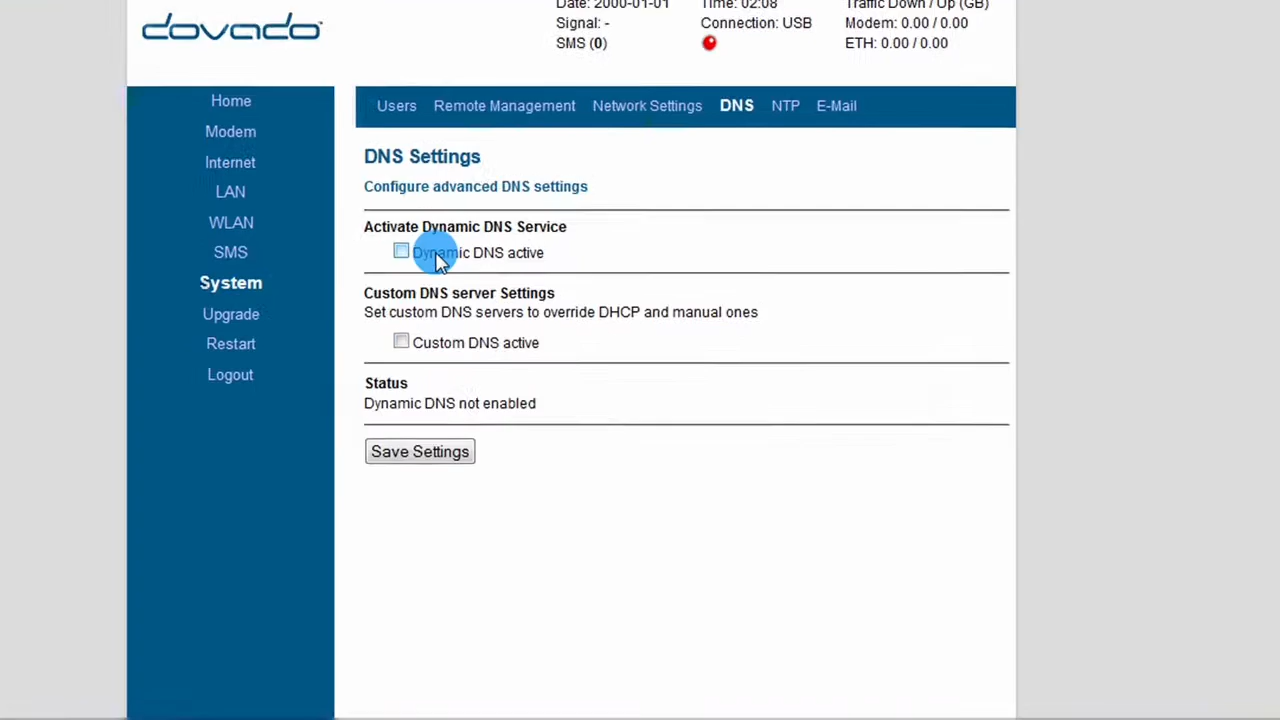 dovado
Date: 2000-01-01
Time: 02:08
Traffic Down / Up (GB)
Signal: -
Connection: USB
Modem: 0.00 / 0.00
SMS (0)
ETH: 0.00 / 0.00
Home
Modem
Internet
LAN
WLAN
SMS
System
Upgrade
Restart
Logout
Users Remote Management Network Settings DNS NTP E-Mail
DNS Settings
Configure advanced DNS settings
Activate Dynamic DNS Service
Dynamic DNS active
Custom DNS server Settings
Set custom DNS servers to override DHCP and manual ones
Custom DNS active
Status
Dynamic DNS not enabled
Save Settings